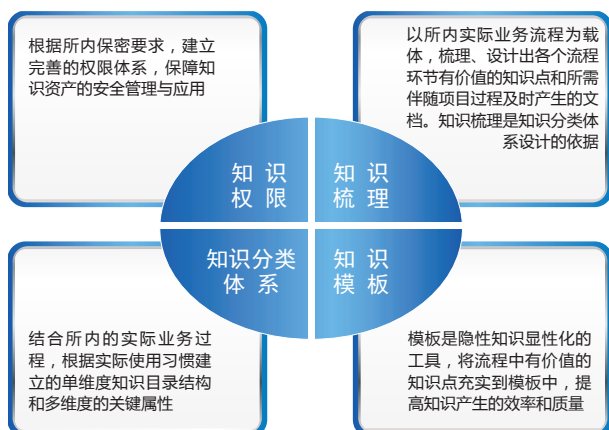 根据所内保密要求，建立
完善的权限体系，保障知
识资产的安全管理与应用
以所内实际业务流程为载
体，梳理、设计出各个流程
环节有价值的知识点和所需
伴随项目过程及时产生的文
档。知识梳理是知识分类体
系设计的依据
知 识
权 限
知 识
梳 理
知识分类
体 系
知 识
模 板
结合所内的实际业务过
程，根据实际使用习惯建
立的单维度知识目录结构
和多维度的关键属性
模板是隐性知识显性化的
工具，将流程中有价值的
知识点充实到模板中，提
高知识产生的效率和质量